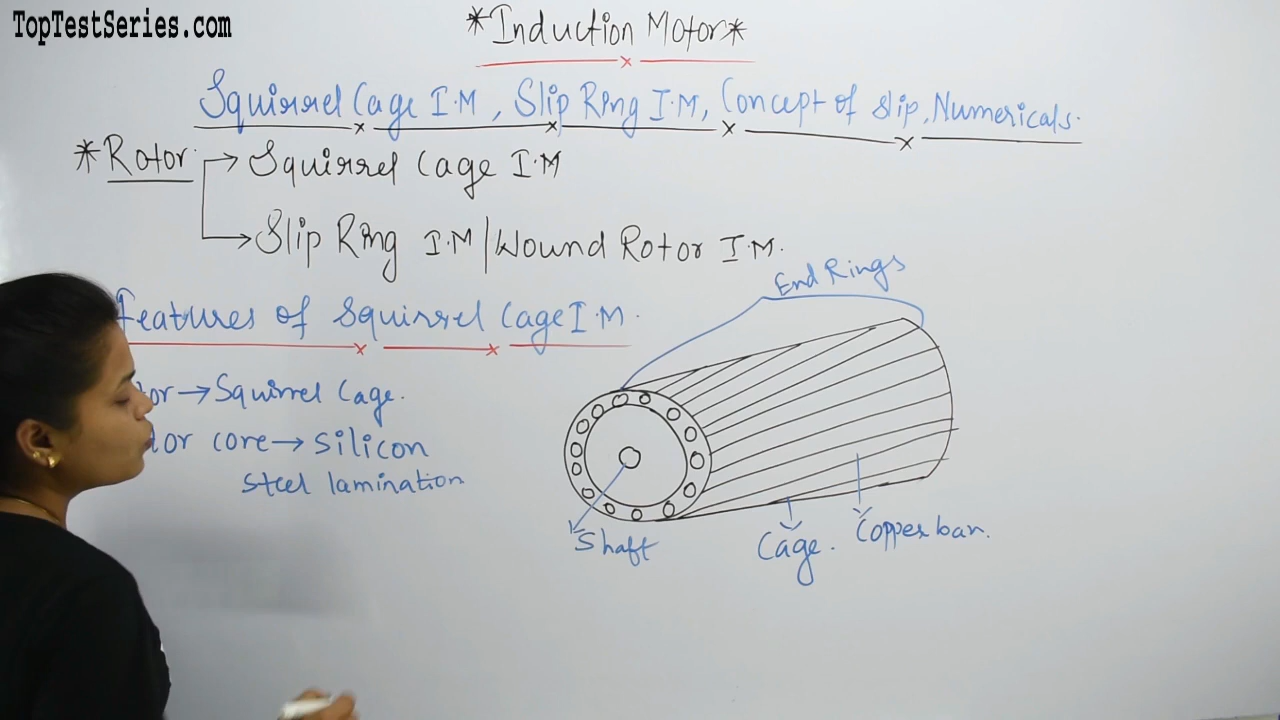 TopTestSeries.com
*Induction Motor*
Squirrel Cage I.M, Slip Ring I.M, Concept of slip, Numericals.
*Rotor → Squirrel Cage I.M
→ Slip Ring I.M/Wound Rotor I.M.
Features of Squirrel Cage I.M.
→ Squirrel Cage.
core → Silicon
Steel lamination
End Rings
Shaft
Cage.
Copper bar.